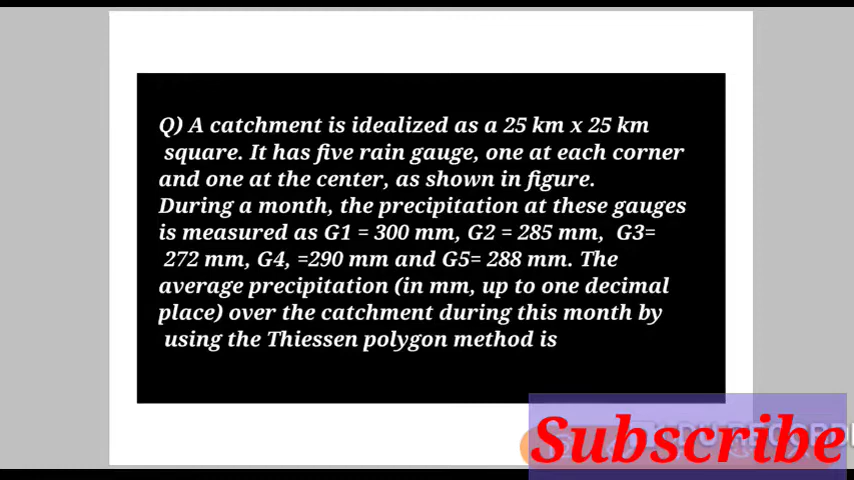 Q) A catchment is idealized as a 25 km x 25 km
square. It has five rain gauge, one at each corner
and one at the center, as shown in figure.
During a month, the precipitation at these gauges
is measured as G1 = 300 mm, G2 = 285 mm, G3=
272 mm, G4, =290 mm and G5= 288 mm. The
average precipitation (in mm, up to one decimal
place) over the catchment during this month by
using the Thiessen polygon method is
Subscribe